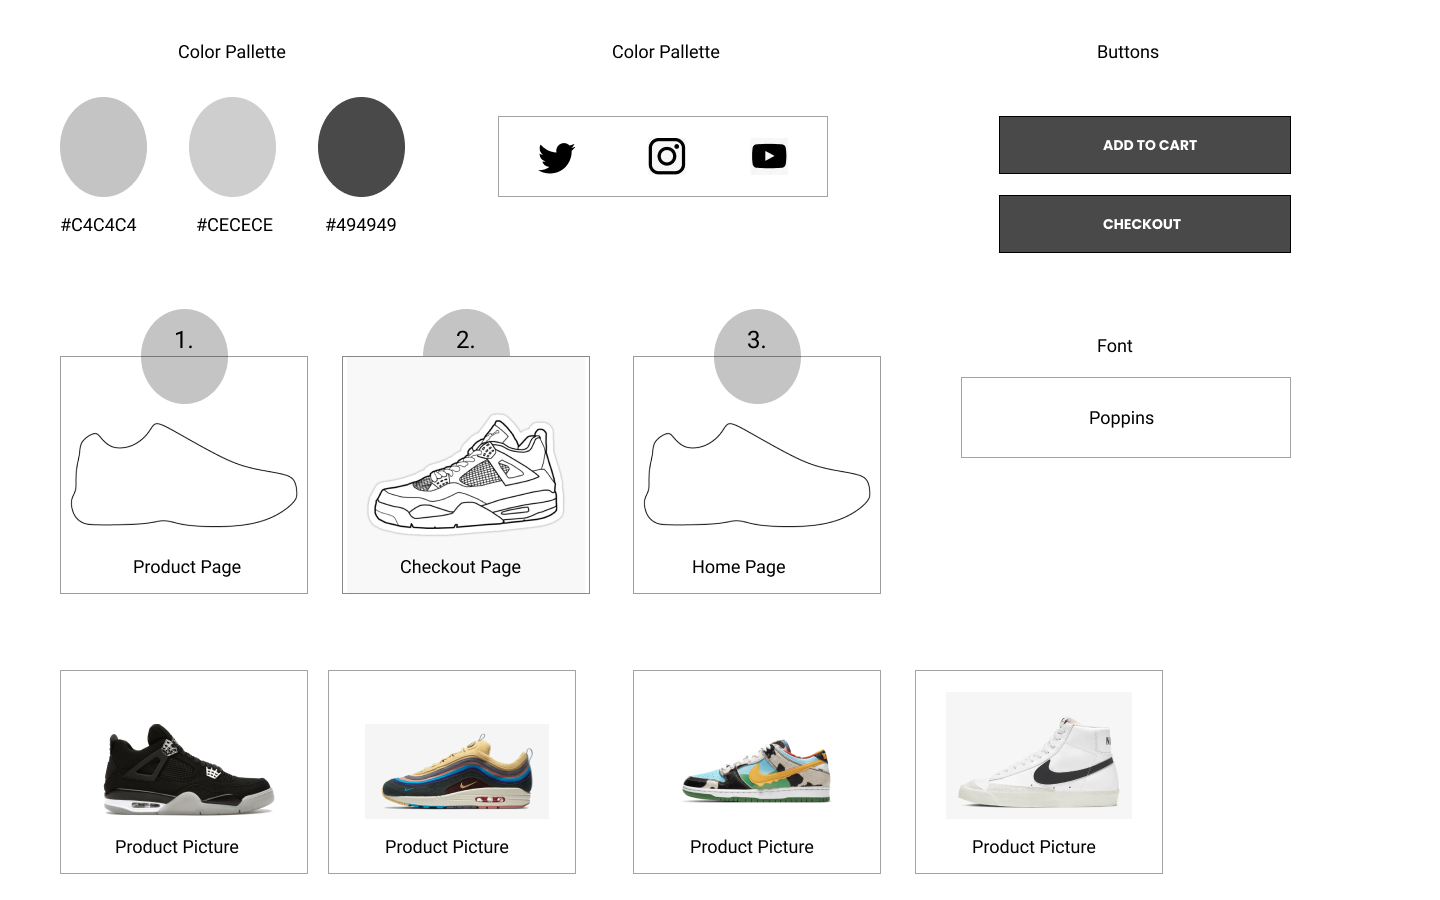 Color Pallette
Color Pallette
Buttons
#C4C4C4
#CECECE
#494949
ADD TO CART
CHECKOUT
1.
2.
3.
Product Page
Checkout Page
Home Page
Font
Poppins
Product Picture
Product Picture
Product Picture
Product Picture